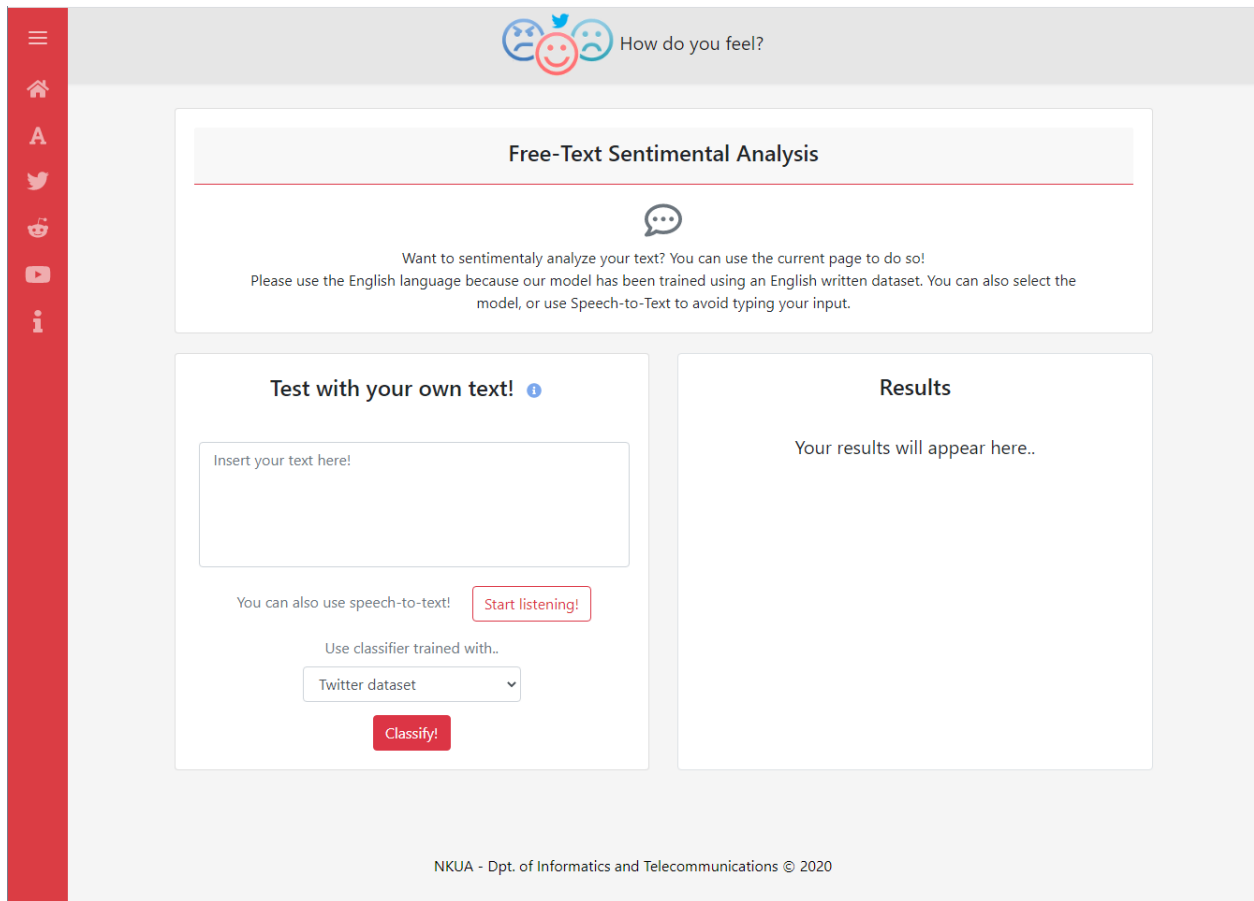 How do you feel?
A
Free-Text Sentimental Analysis
Want to sentimentaly analyze your text? You can use the current page to do so!
Please use the English language because our model has been trained using an English written dataset. You can also select the
model, or use Speech-to-Text to avoid typing your input.
Test with your own text!
Insert your text here!
You can also use speech-to-text!
Start listening!
Use classifier trained with..
Twitter dataset
Classify!
Results
Your results will appear here..
NKUA - Dpt. of Informatics and Telecommunications © 2020